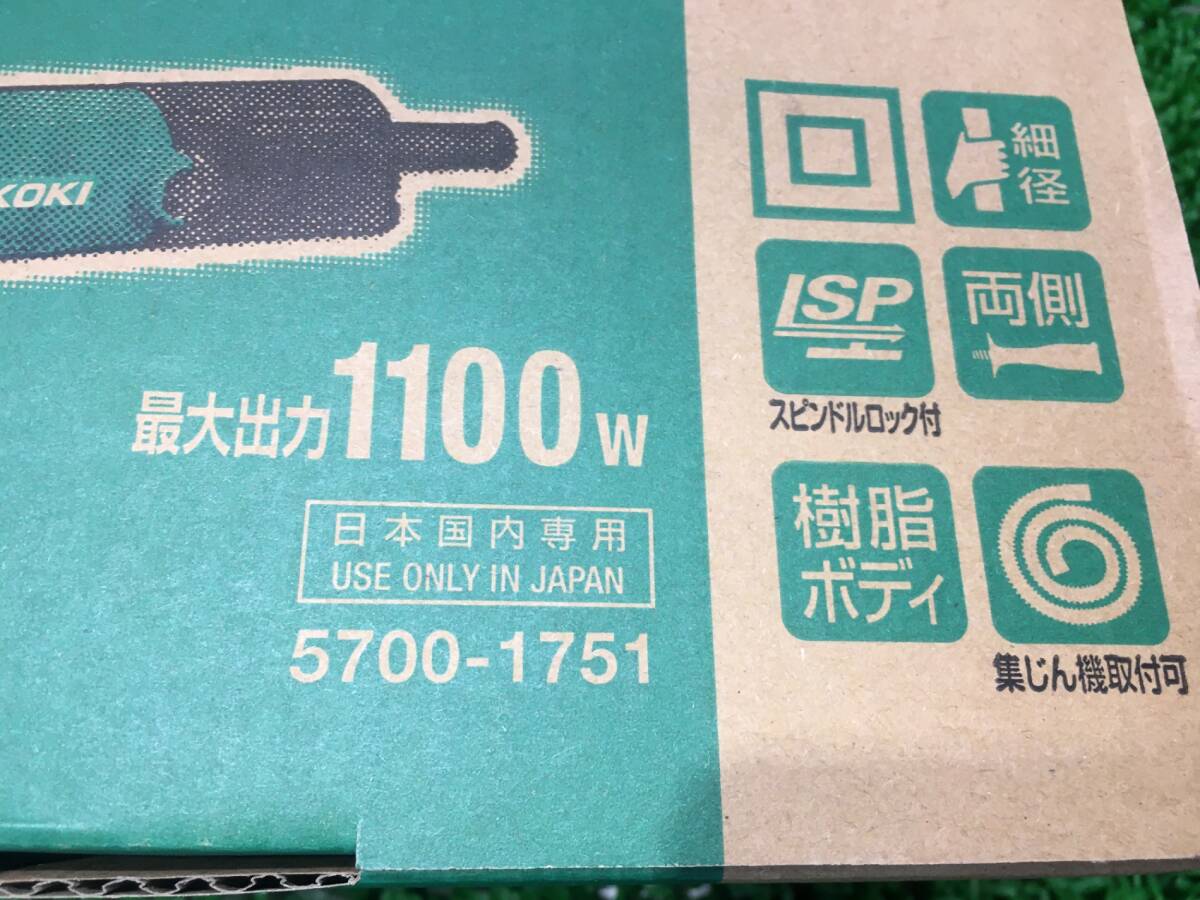 KOKI
最大出力1100W
日本国内専用
USE ONLY IN JAPAN
5700-1751
細径
LSP
スピンドルロック付
両側
樹脂
ボディ
集じん機取付可